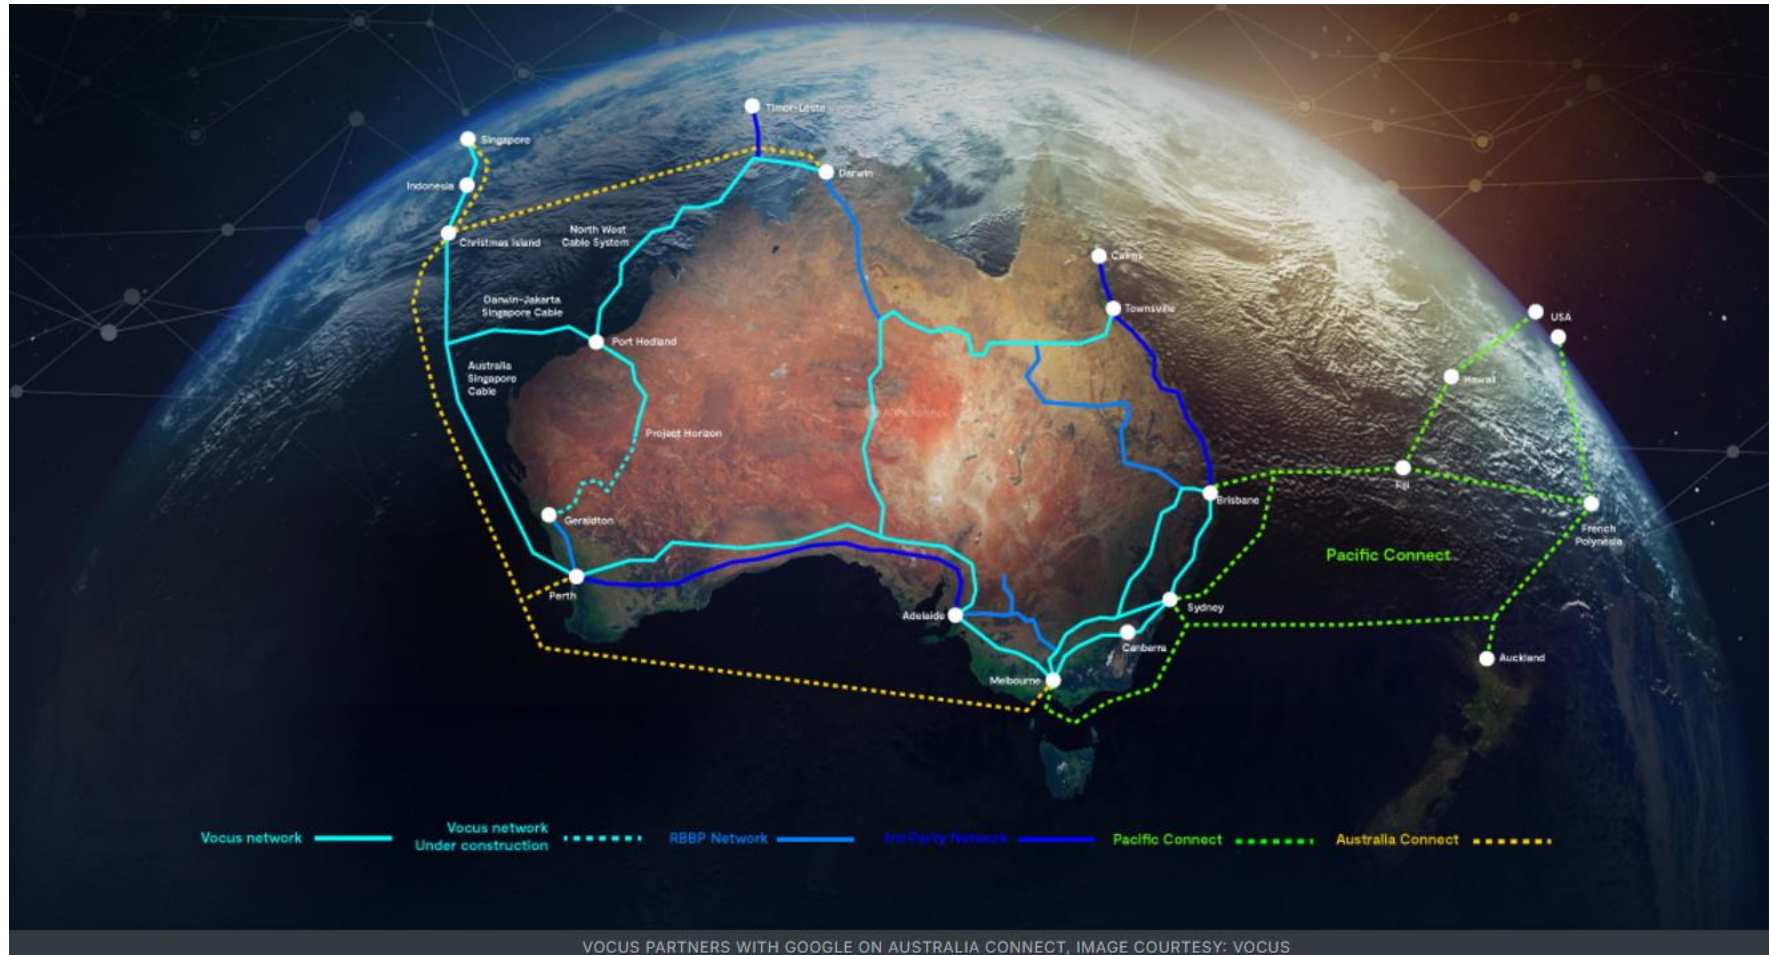 Timor-Leste
Singapore
Darwin
Indonesia
North West
Cable System
Christmas Island
Cairns
Darwin-Jakarta
Singapore Cable
Townsville
USA
Port Hedland
Australia
Singapore
Cable
Hawaii
Project Horizon
Fiji
Brisbane
Geraldton
French
Polynesia
Pacific Connect
Perth
Sydney
Adelaide
Canberra
Auckland
Melbourne
Vocus network
Vocus network
Under construction
RBBP Network
3rd Party Network
Pacific Connect
Australia Connect
VOCUS PARTNERS WITH GOOGLE ON AUSTRALIA CONNECT, IMAGE COURTESY: VOCUS